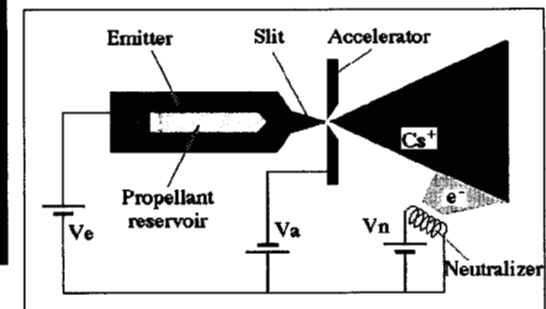 Emitter
Slit
Accelerator
Cs+
Propellant
reservoir
e-
Ve
Va
Vn
Neutralizer